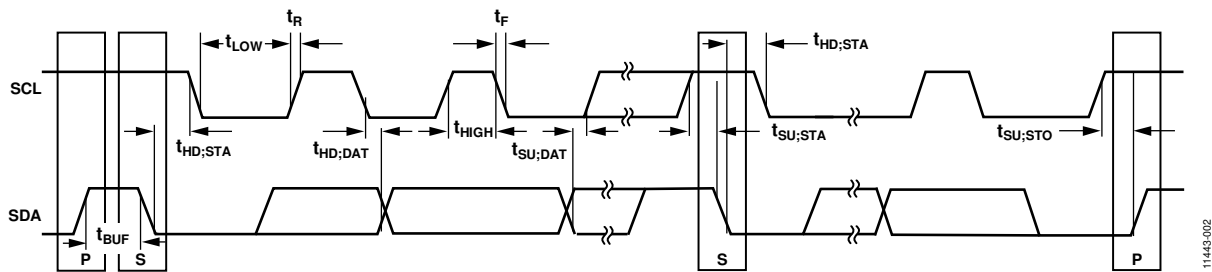 tR
tF
tLOW
tHD;STA
SCL
tHD;STA
tHD;DAT
tHIGH
tSU;DAT
tSU;STA
tSU;STO
SDA
tBUF
P
S
S
P
11443-002